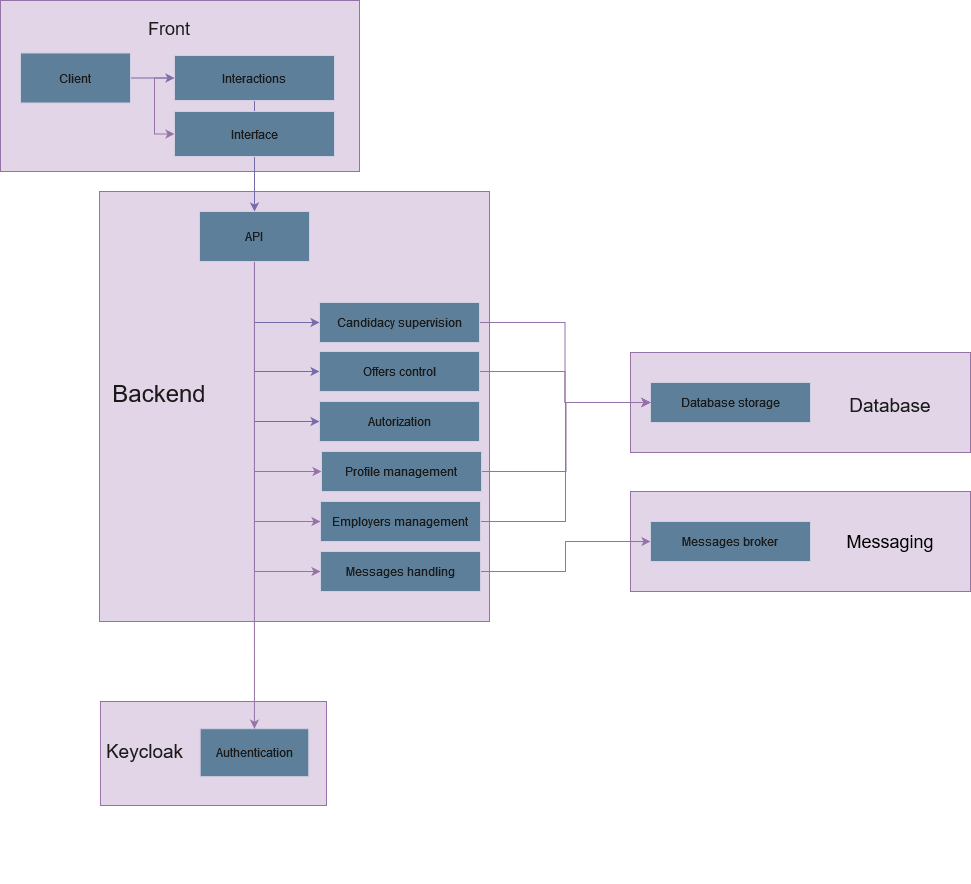 Front
Client
Interactions
Interface
API
Candidacy supervision
Offers control
Backend
Autorization
Profile management
Employers management
Messages handling
Database storage
Database
Messages broker
Messaging
Keycloak
Authentication